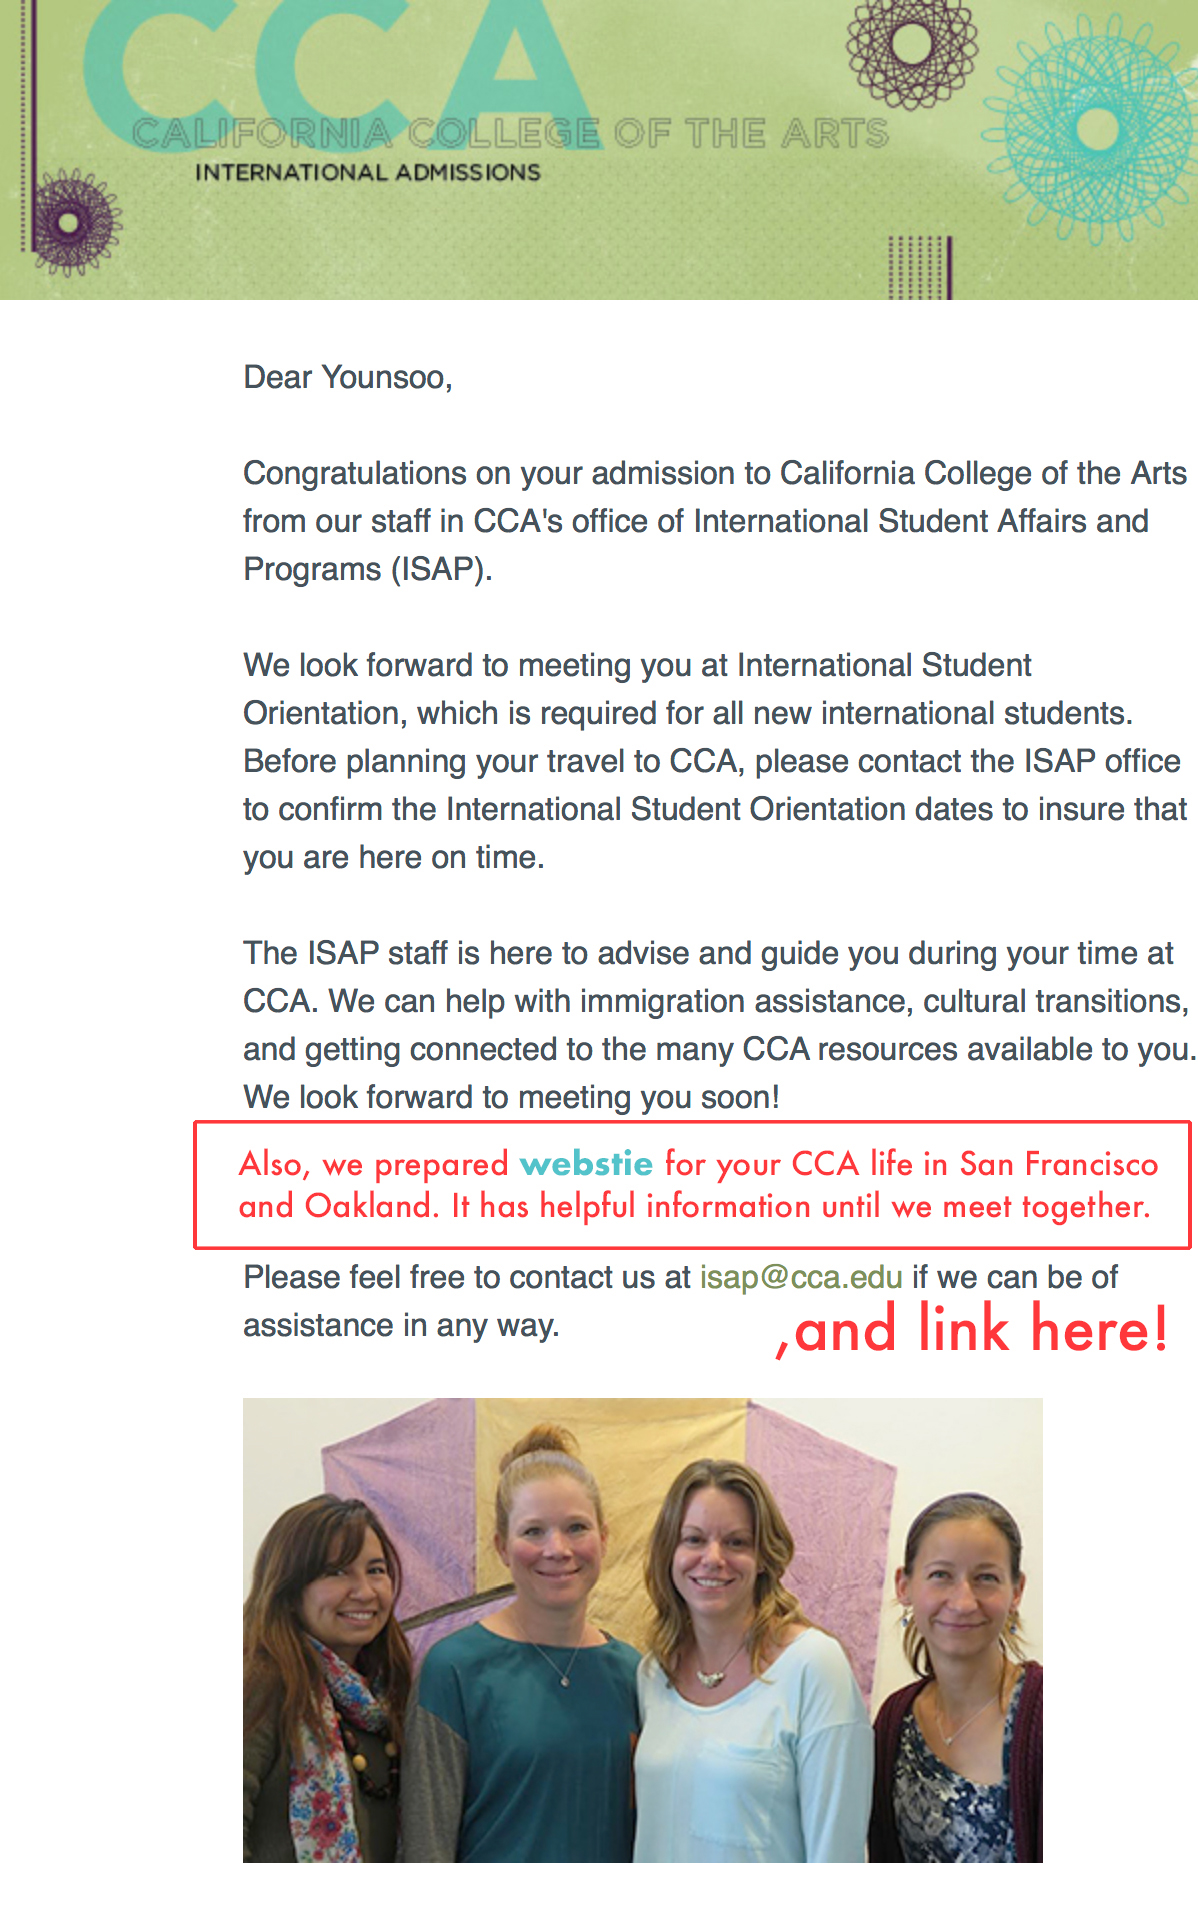 CCA
CALIFORNIA COLLEGE OF THE ARTS
INTERNATIONAL ADMISSIONS
Dear Younsoo,
Congratulations on your admission to California College of the Arts
from our staff in CCA's office of International Student Affairs and
Programs (ISAP).
We look forward to meeting you at International Student
Orientation, which is required for all new international students.
Before planning your travel to CCA, please contact the ISAP office
to confirm the International Student Orientation dates to insure that
you are here on time.
The ISAP staff is here to advise and guide you during your time at
CCA. We can help with immigration assistance, cultural transitions,
and getting connected to the many CCA resources available to you.
We look forward to meeting you soon!
Also, we prepared webstie for your CCA life in San Francisco
and Oakland. It has helpful information until we meet together.
Please feel free to contact us at isap@cca.edu if we can be of
assistance in any way.
,and link here!